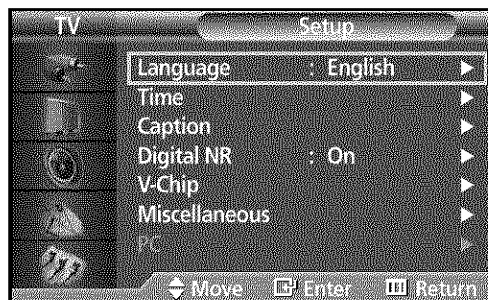 TV Setup
Language : English
Time
Caption
Digital NR : On
V-Chip
Miscellaneous
PC
Move Enter Return